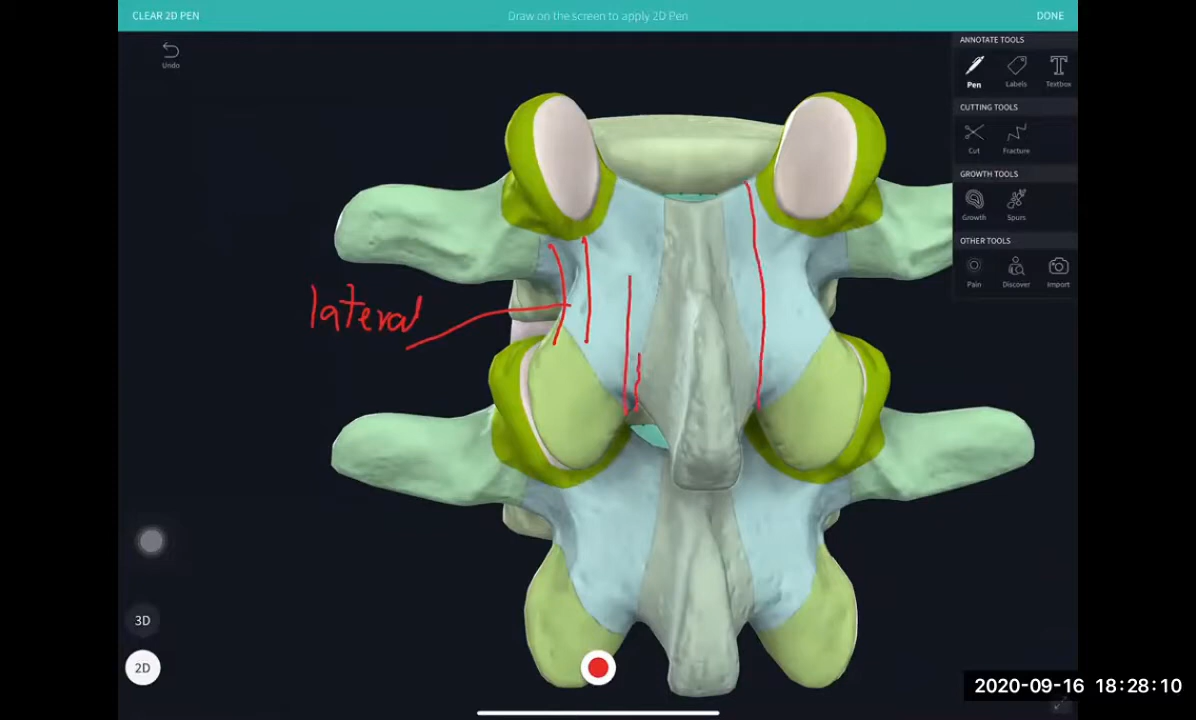 CLEAR 2D PEN
Draw on the screen to apply 2D Pen
DONE
Undo
ANNOTATE TOOLS
Pen
Labels
Textbox
CUTTING TOOLS
Cut
Fracture
GROWTH TOOLS
Growth
Spurs
OTHER TOOLS
Pain
Discover
Import
lateral
3D
2D
2020-09-16 18:28:10